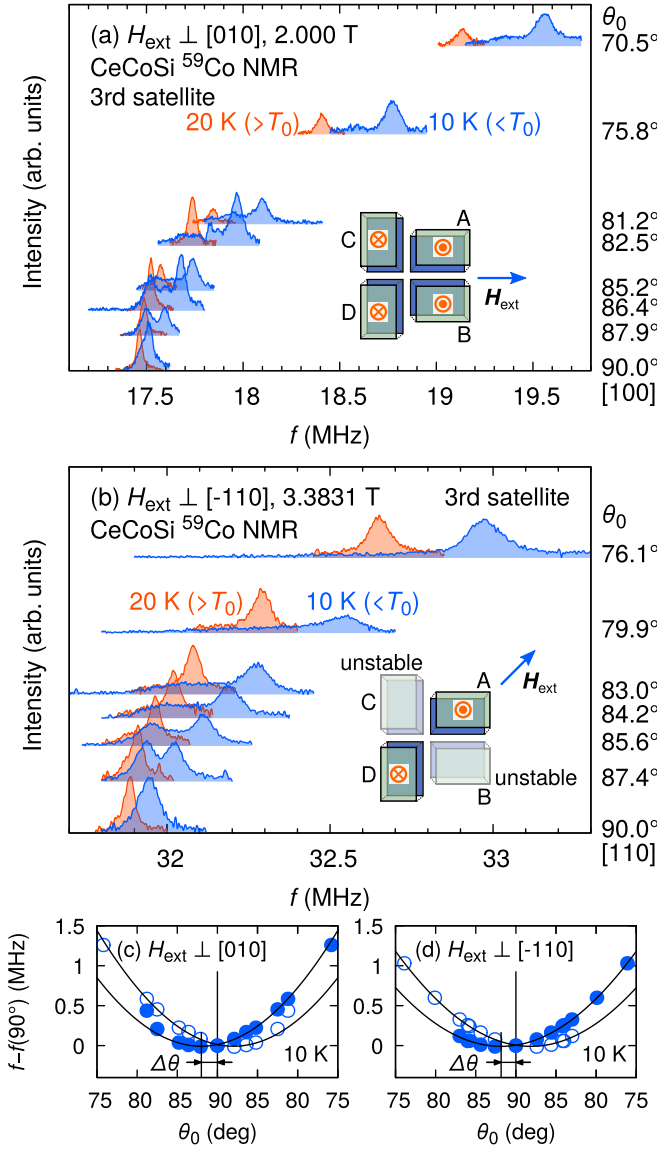 (a) Hext ⊥ [010], 2.000 T
CeCoSi 59Co NMR
3rd satellite
θ0
70.5°
20 K (>T0)
10 K (<T0)
75.8°
81.2°
82.5°
85.2°
86.4°
87.9°
90.0°
[100]
C
A
D
B
Hext
Intensity (arb. units)
17.5
18
18.5
19
19.5
f (MHz)
(b) Hext ⊥ [-110], 3.3831 T
3rd satellite
CeCoSi 59Co NMR
θ0
76.1°
20 K (>T0)
10 K (<T0)
79.9°
83.0°
84.2°
85.6°
87.4°
90.0°
[110]
unstable
C
A
Hext
D
B
unstable
Intensity (arb. units)
32
32.5
33
f (MHz)
f–f(90°) (MHz)
1.5
1
0.5
0
(c) Hext ⊥ [010]
Δθ
10 K
75
80
85
90
85
80
75
θ0 (deg)
1.5
1
0.5
0
(d) Hext ⊥ [-110]
Δθ
10 K
75
80
85
90
85
80
75
θ0 (deg)